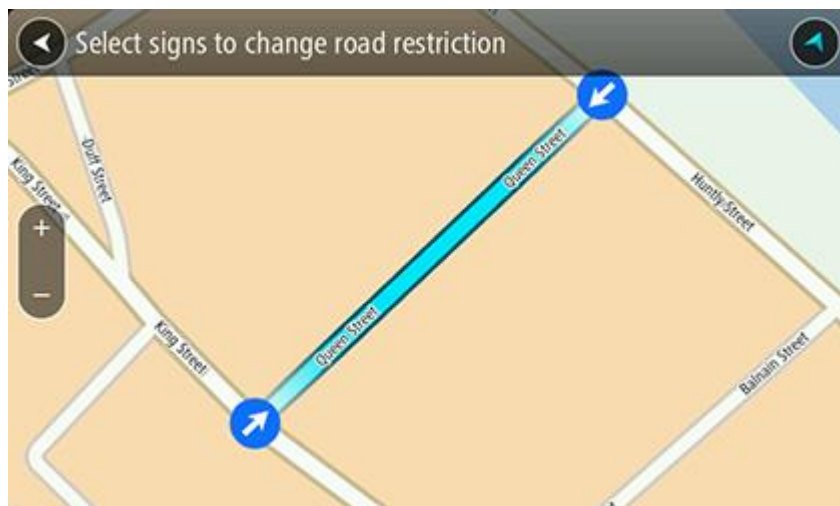 Select signs to change road restriction
Duff Street
Queen Street
King Street
Huntly Street
+
−
Queen Street
King Street
Balnain Street